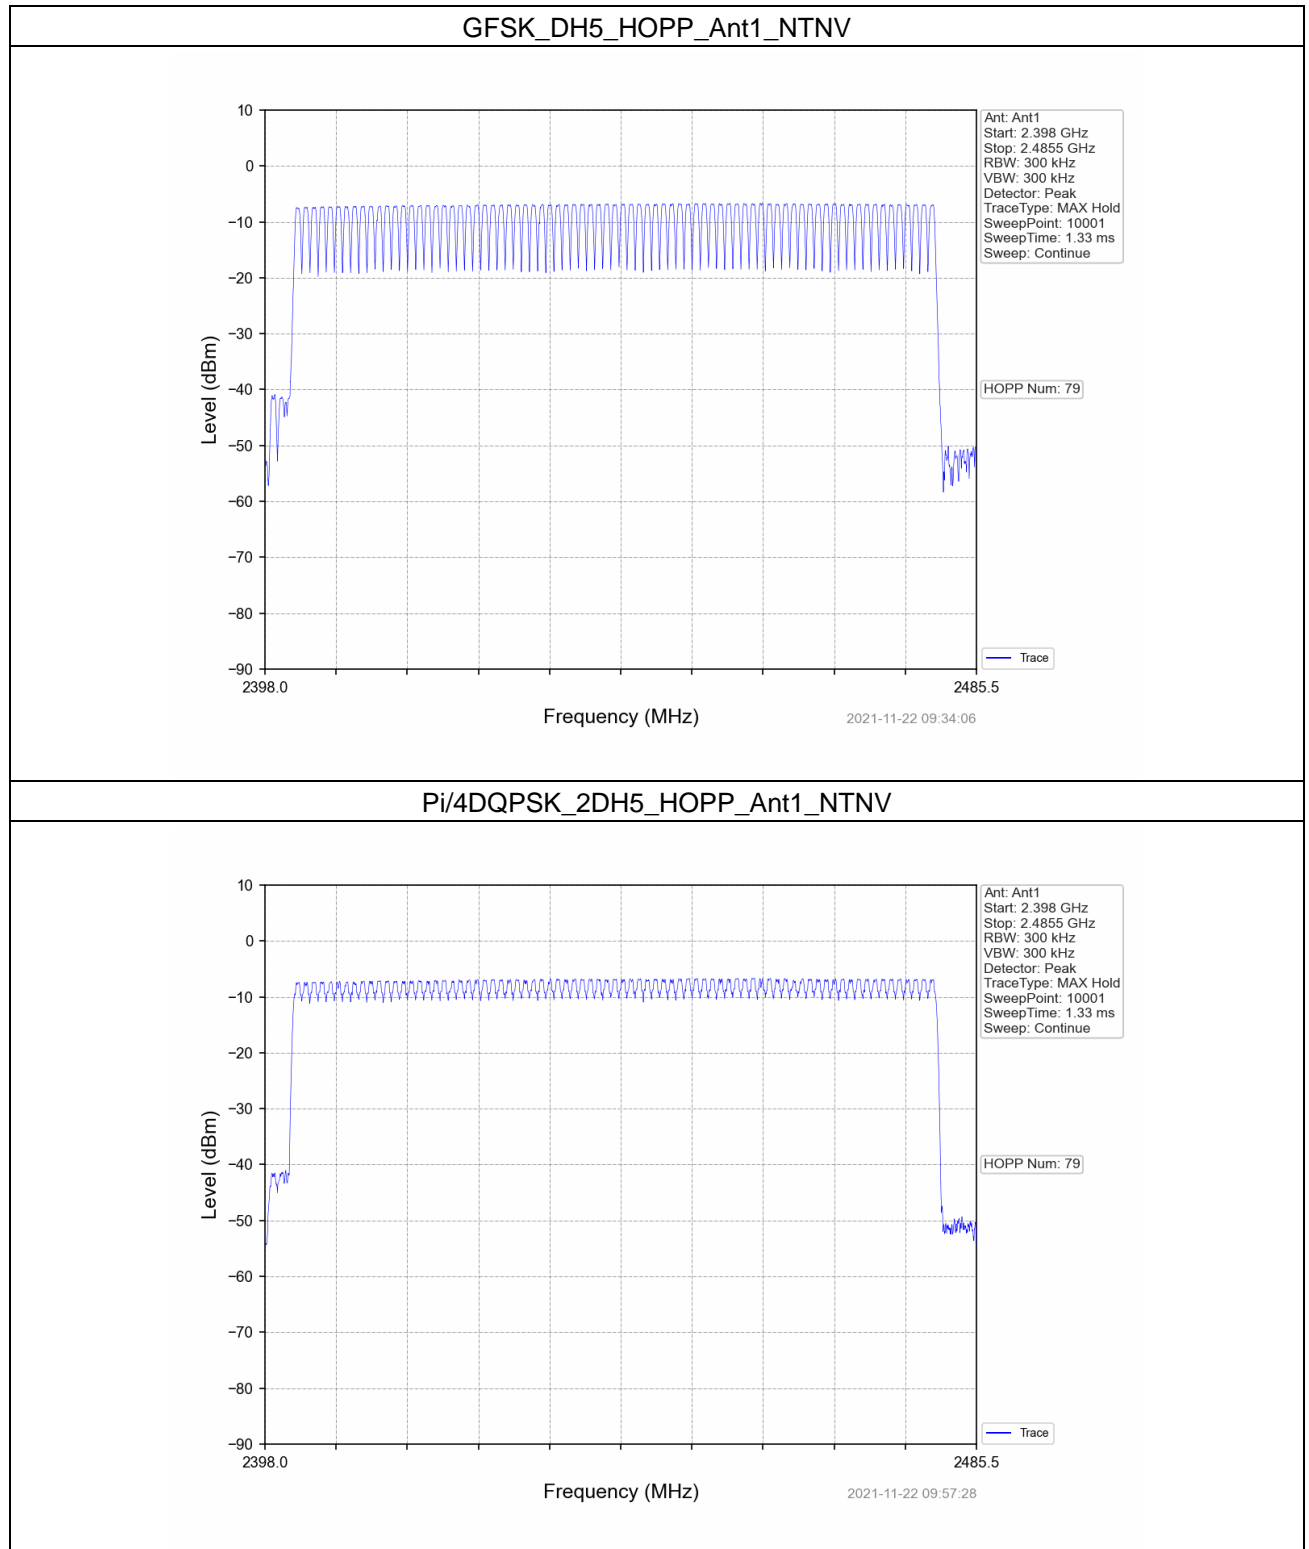 GFSK_DH5_HOPP_Ant1_NTNV
10
0
−10
−20
−30
−40
−50
−60
−70
−80
−90
Level (dBm)
2398.0
2485.5
Frequency (MHz)
2021-11-22 09:34:06
Ant: Ant1
Start: 2.398 GHz
Stop: 2.4855 GHz
RBW: 300 kHz
VBW: 300 kHz
Detector: Peak
TraceType: MAX Hold
SweepPoint: 10001
SweepTime: 1.33 ms
Sweep: Continue
HOPP Num: 79
Trace
Pi/4DQPSK_2DH5_HOPP_Ant1_NTNV
10
0
−10
−20
−30
−40
−50
−60
−70
−80
−90
Level (dBm)
2398.0
2485.5
Frequency (MHz)
2021-11-22 09:57:28
Ant: Ant1
Start: 2.398 GHz
Stop: 2.4855 GHz
RBW: 300 kHz
VBW: 300 kHz
Detector: Peak
TraceType: MAX Hold
SweepPoint: 10001
SweepTime: 1.33 ms
Sweep: Continue
HOPP Num: 79
Trace